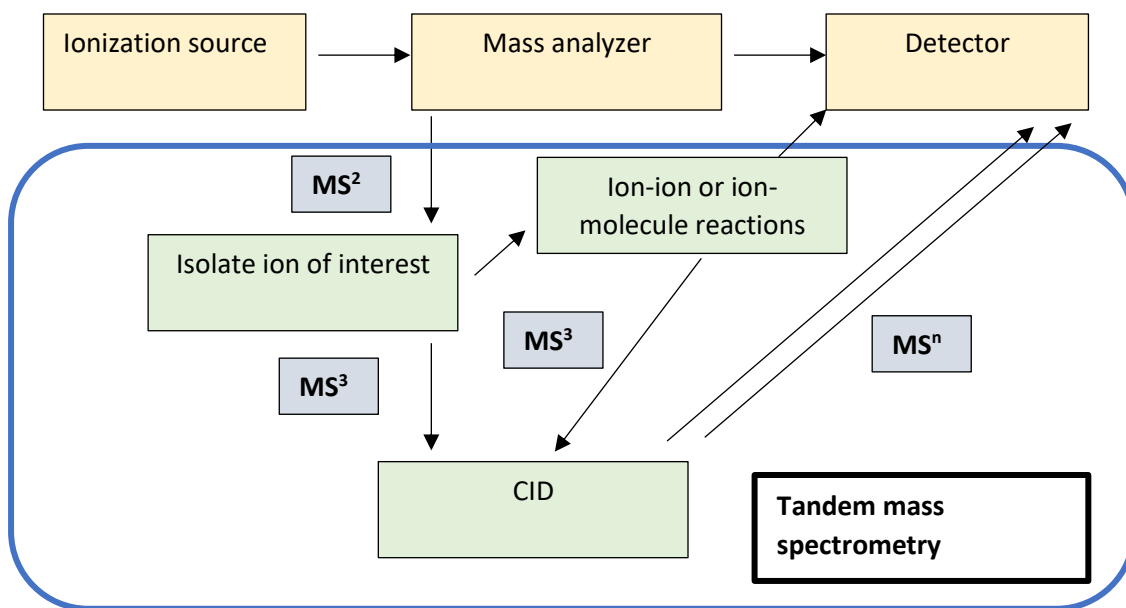 Ionization source
Mass analyzer
Detector
MS²
Ion-ion or ion-
molecule reactions
Isolate ion of interest
MS³
MS³
MSⁿ
CID
Tandem mass
spectrometry